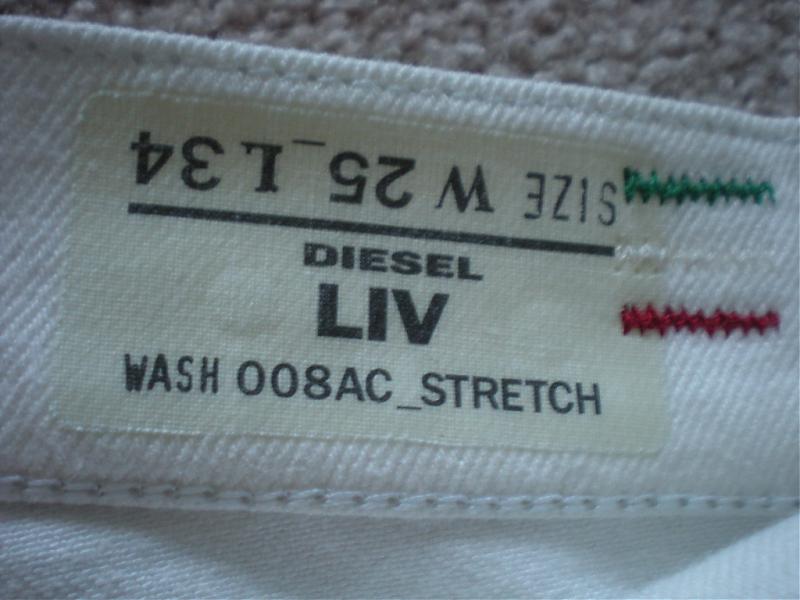 SIZE W 25_L 34
DIESEL
LIV
WASH 008AC_STRETCH